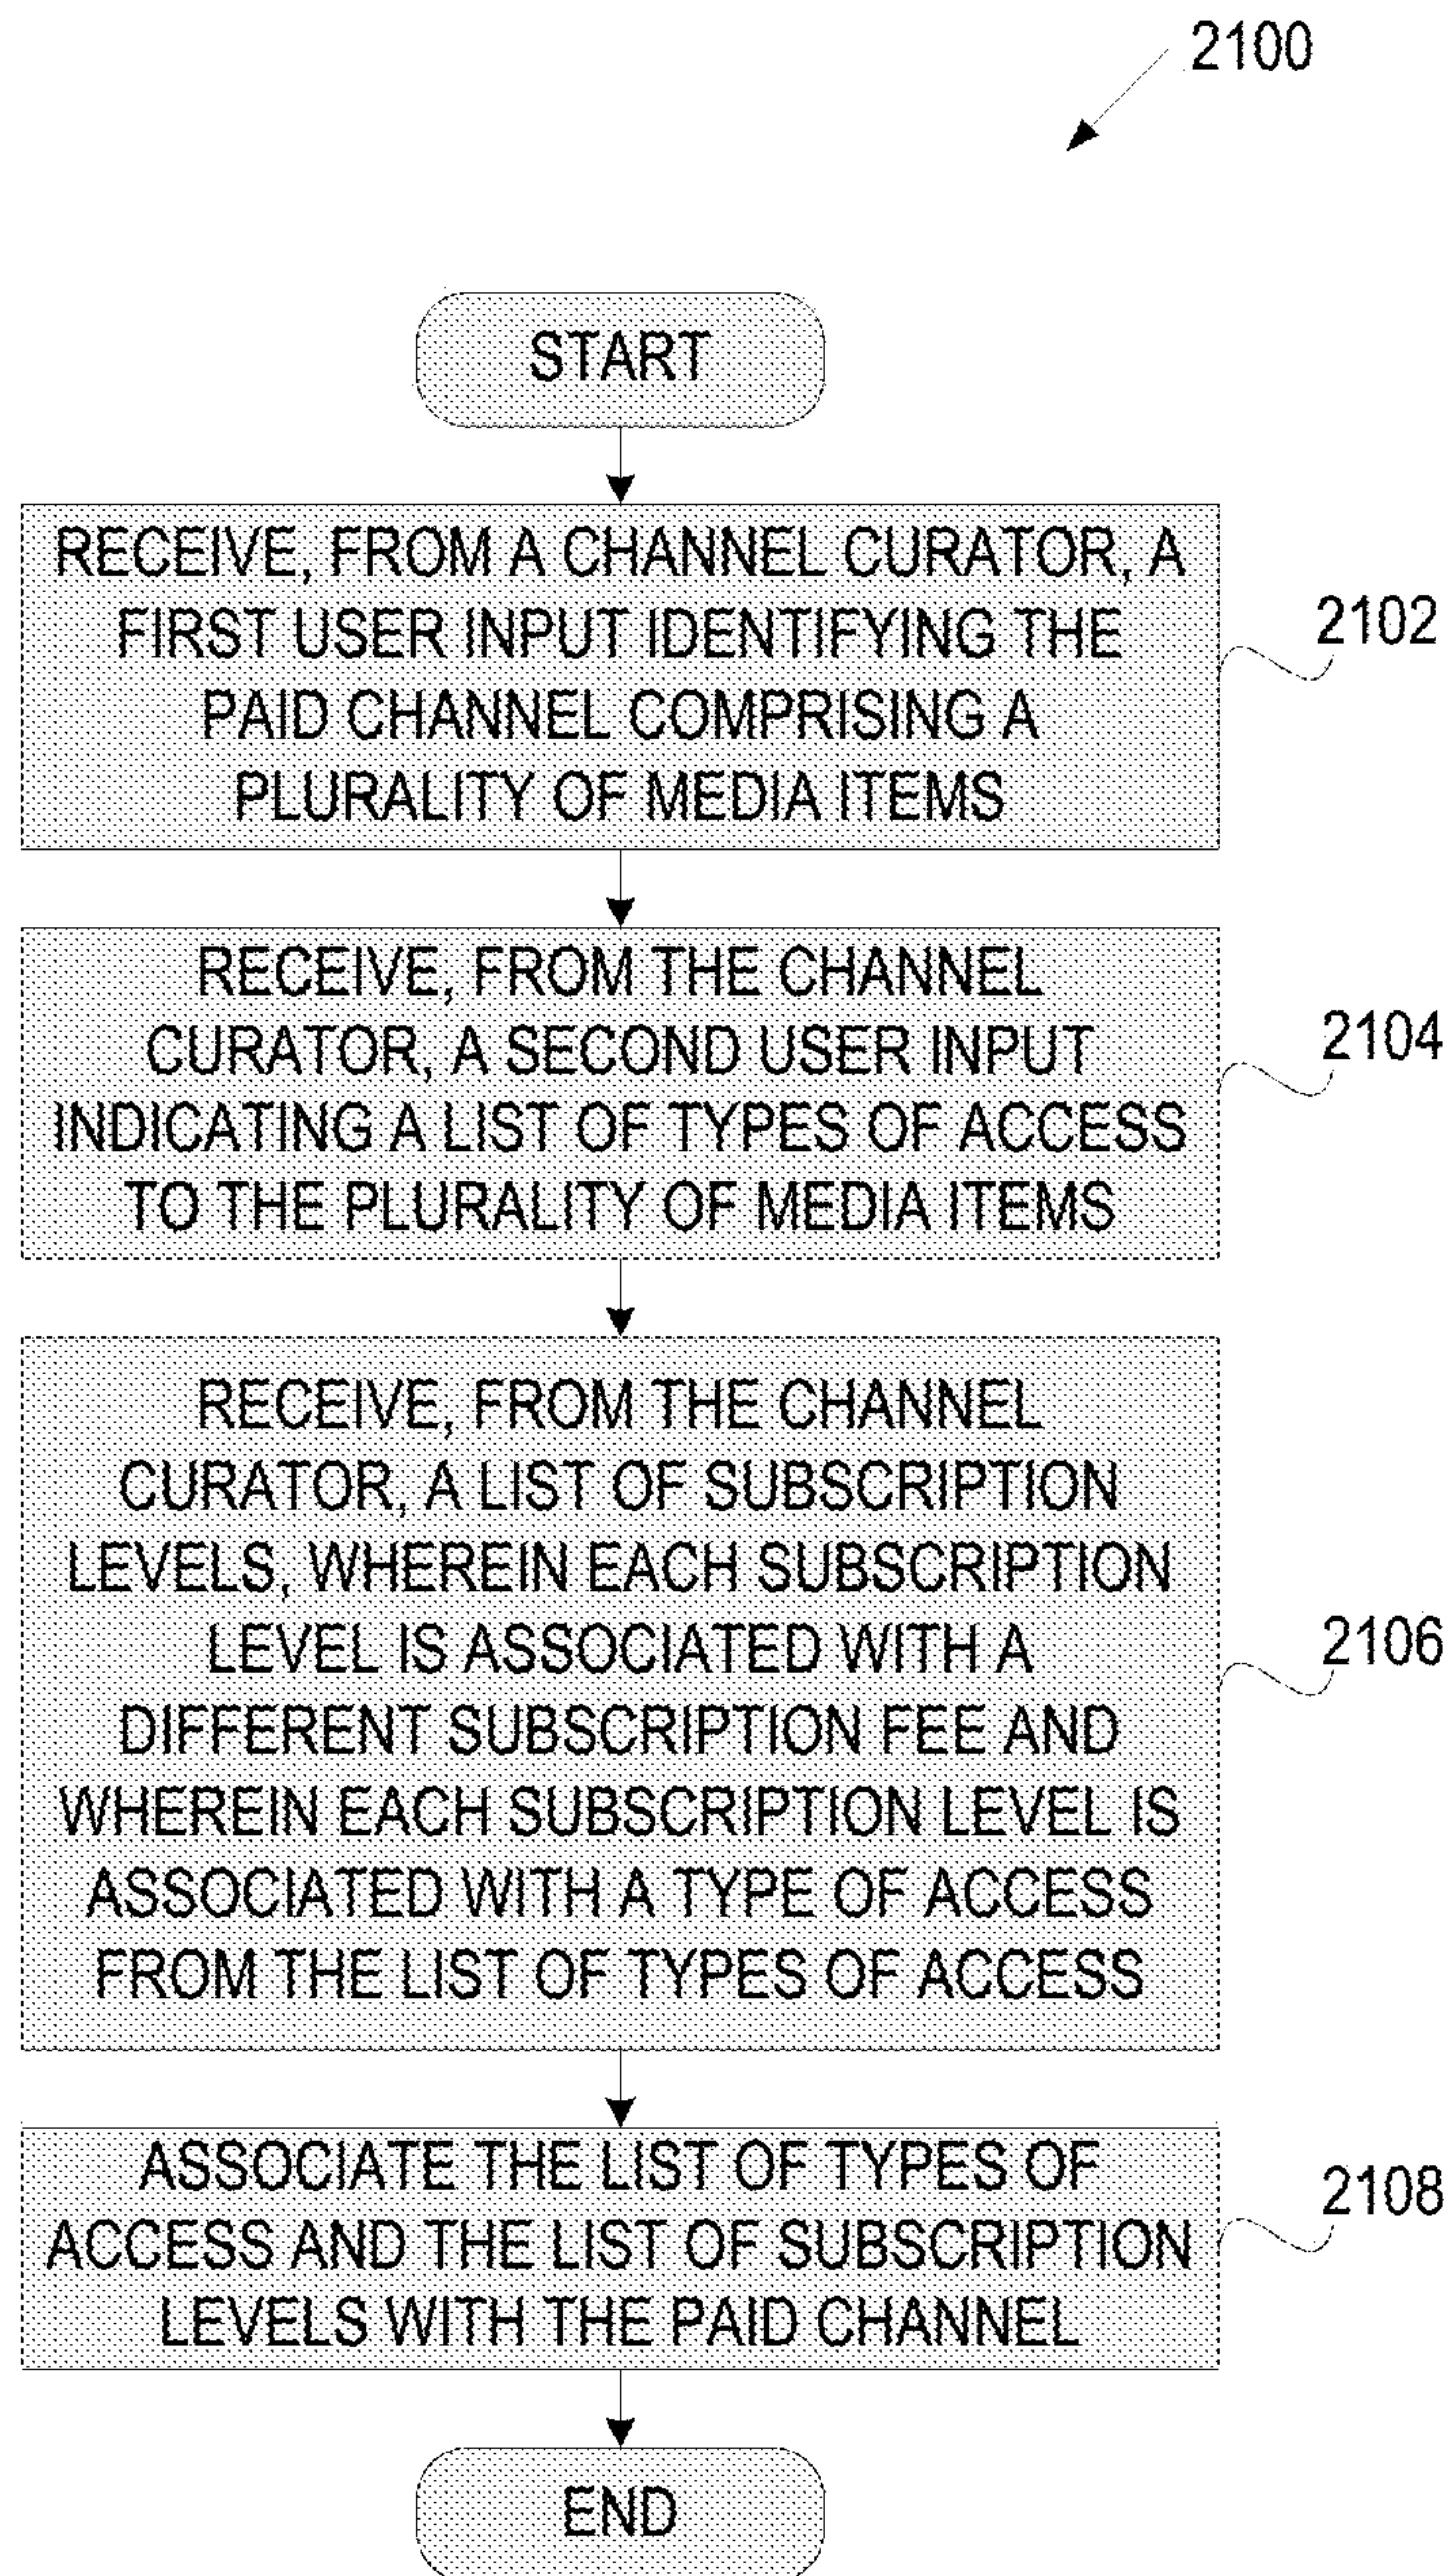 2100
START
RECEIVE, FROM A CHANNEL CURATOR, A
FIRST USER INPUT IDENTIFYING THE
PAID CHANNEL COMPRISING A
PLURALITY OF MEDIA ITEMS
2102
RECEIVE, FROM THE CHANNEL
CURATOR, A SECOND USER INPUT
INDICATING A LIST OF TYPES OF ACCESS
TO THE PLURALITY OF MEDIA ITEMS
2104
RECEIVE, FROM THE CHANNEL
CURATOR, A LIST OF SUBSCRIPTION
LEVELS, WHEREIN EACH SUBSCRIPTION
LEVEL IS ASSOCIATED WITH A
DIFFERENT SUBSCRIPTION FEE AND
WHEREIN EACH SUBSCRIPTION LEVEL IS
ASSOCIATED WITH A TYPE OF ACCESS
FROM THE LIST OF TYPES OF ACCESS
2106
ASSOCIATE THE LIST OF TYPES OF
ACCESS AND THE LIST OF SUBSCRIPTION
LEVELS WITH THE PAID CHANNEL
2108
END